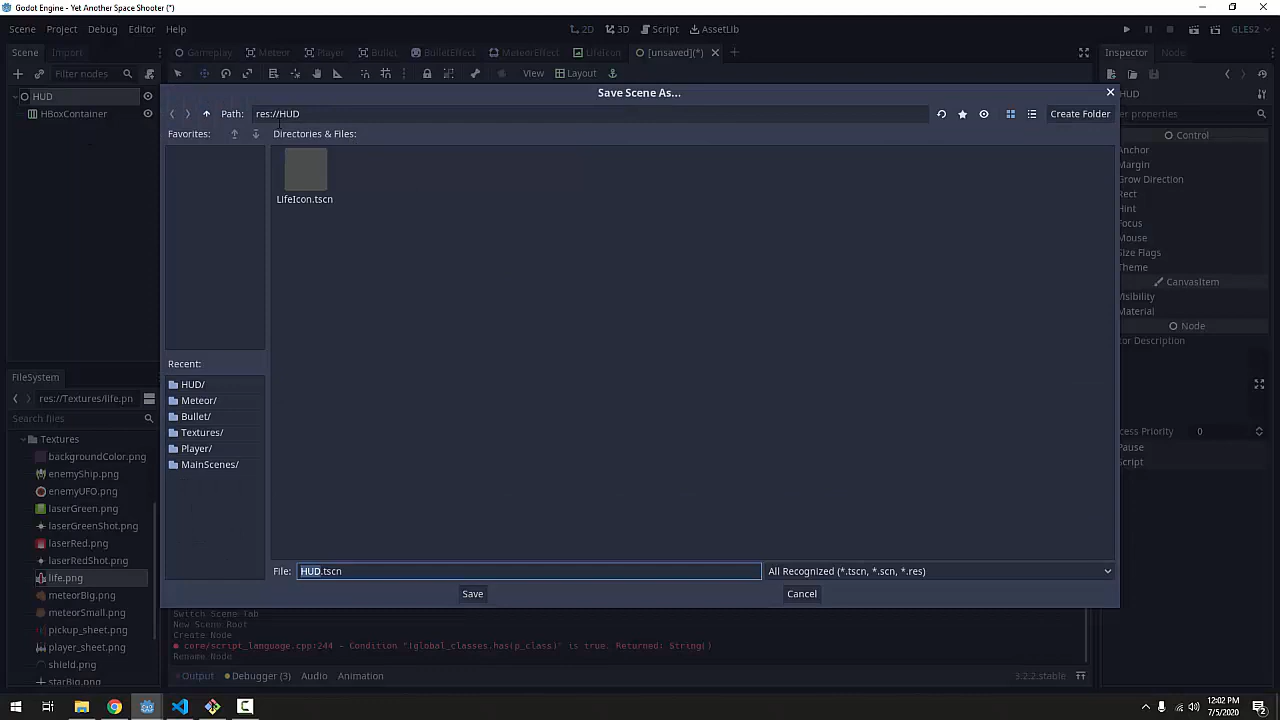 Godot Engine - Yet Another Space Shooter (*)
Scene Project Debug Editor Help
2D 3D Script AssetLib
GLES2
Scene Import
Gameplay Meteor Player Bullet BulletEffect MeteorEffect LifeIcon [unsaved](*)
Inspector Node
Filter nodes
View Layout
HUD
HBoxContainer
Save Scene As...
Path: res://HUD
Create Folder
Favorites:
Directories & Files:
LifeIcon.tscn
Recent:
HUD/
Meteor/
Bullet/
Textures/
Player/
MainScenes/
File: HUD.tscn
All Recognized (*.tscn, *.scn, *.res)
Save
Cancel
HUD
er properties
Control
Anchor
Margin
Grow Direction
Rect
Hint
Focus
Mouse
Size Flags
Theme
CanvasItem
Visibility
Material
Node
tor Description
cess Priority 0
Pause
Script
FileSystem
res://Textures/life.pn
Search files
Textures
backgroundColor.png
enemyShip.png
enemyUFO.png
laserGreen.png
laserGreenShot.png
laserRed.png
laserRedShot.png
life.png
meteorBig.png
meteorSmall.png
pickup_sheet.png
player_sheet.png
shield.png
starBig.png
Switch Scene Tab
New Scene Root
Create Node
core/script_language.cpp:244 - Condition "!global_classes.has(p_class)" is true. Returned: String()
Rename Node
Output Debugger (3) Audio Animation
3.2.2.stable
12:02 PM
7/5/2020
2